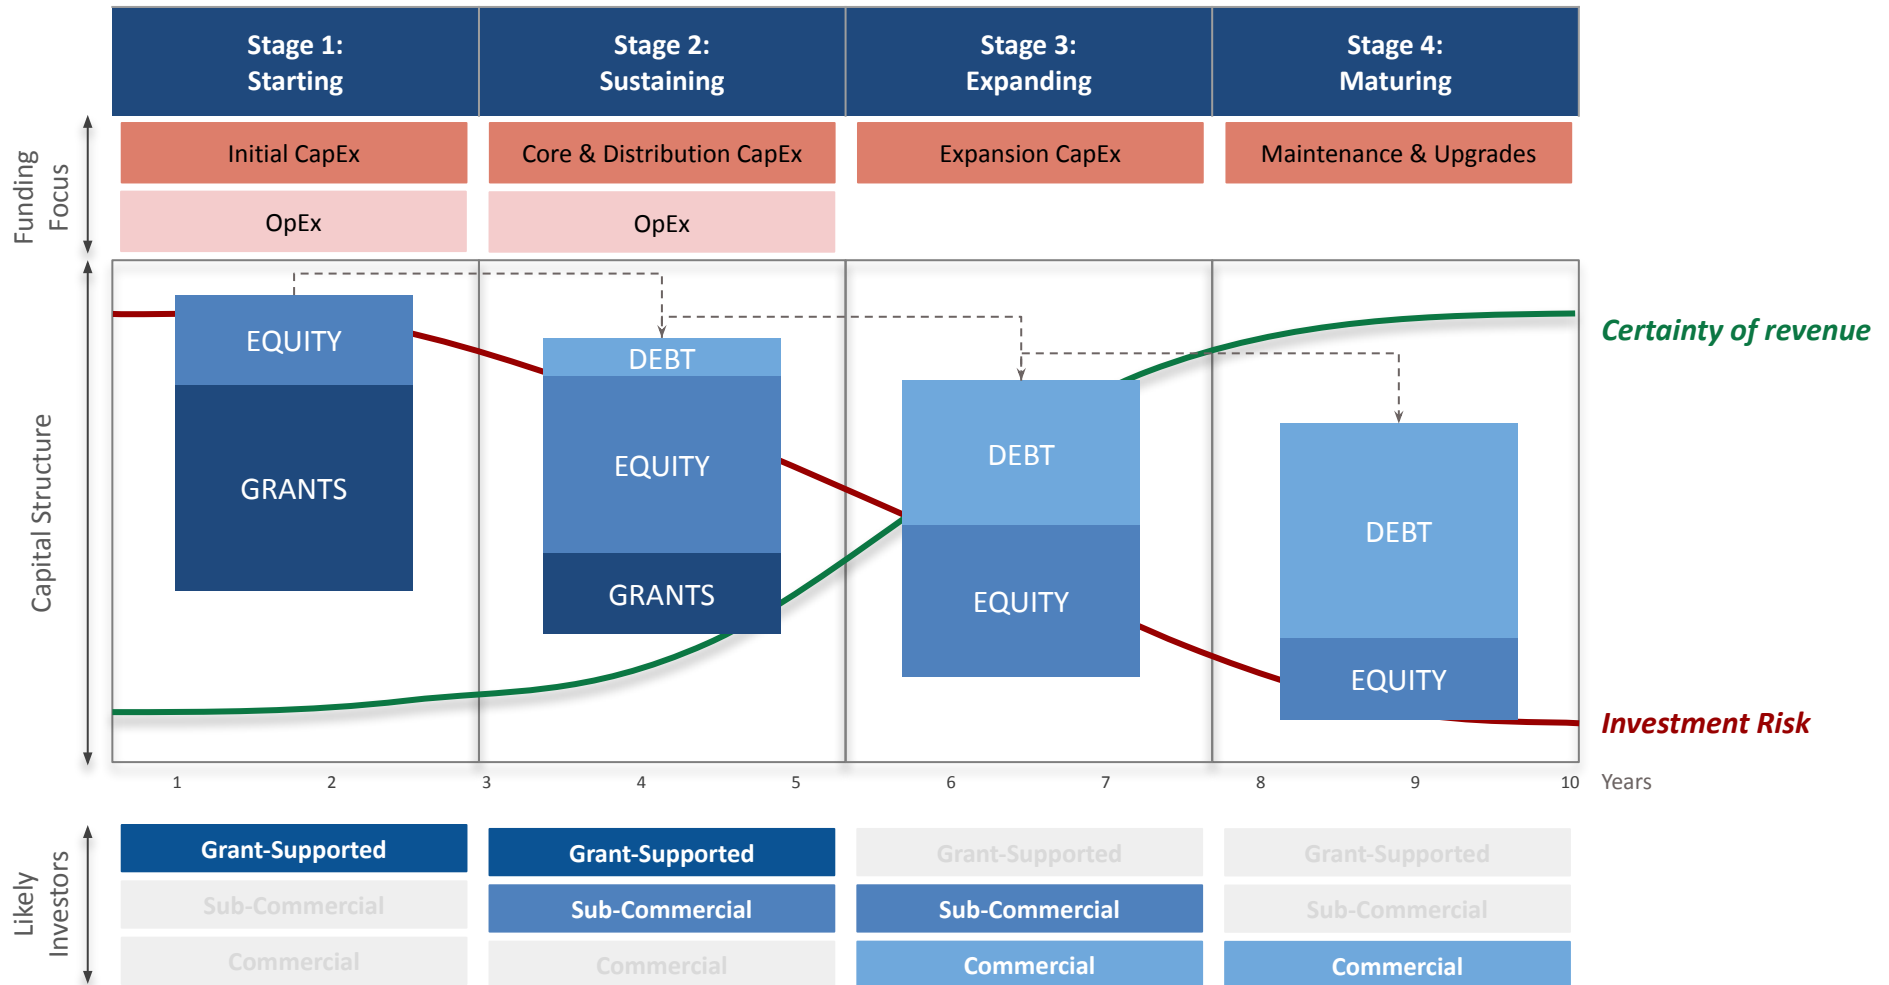 Stage 1:
Starting
Stage 2:
Sustaining
Stage 3:
Expanding
Stage 4:
Maturing
Funding
Focus
Initial CapEx
Core & Distribution CapEx
Expansion CapEx
Maintenance & Upgrades
OpEx
OpEx
Capital Structure
EQUITY
GRANTS
DEBT
EQUITY
GRANTS
DEBT
EQUITY
DEBT
EQUITY
Certainty of revenue
Investment Risk
1 2 3 4 5 6 7 8 9 10 Years
Likely
Investors
Grant-Supported
Grant-Supported
Grant-Supported
Grant-Supported
Sub-Commercial
Sub-Commercial
Sub-Commercial
Sub-Commercial
Commercial
Commercial
Commercial
Commercial